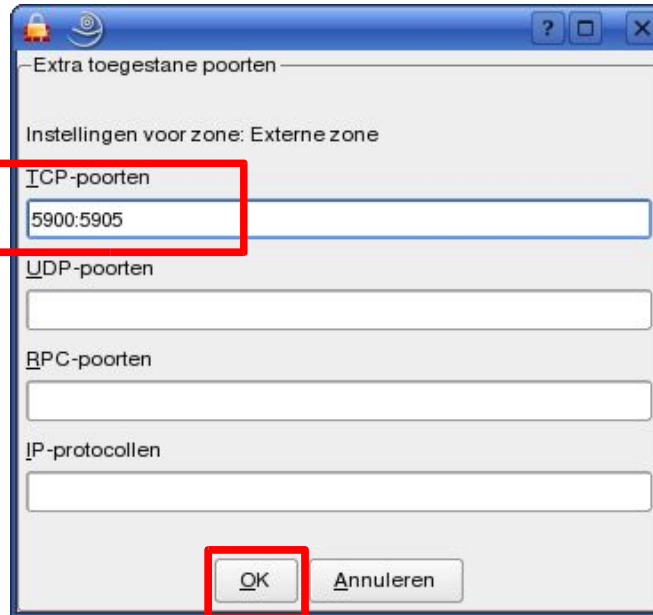 Extra toegestane poorten
Instellingen voor zone: Externe zone
TCP-poorten
5900:5905
UDP-poorten
RPC-poorten
IP-protocollen
OK Annuleren